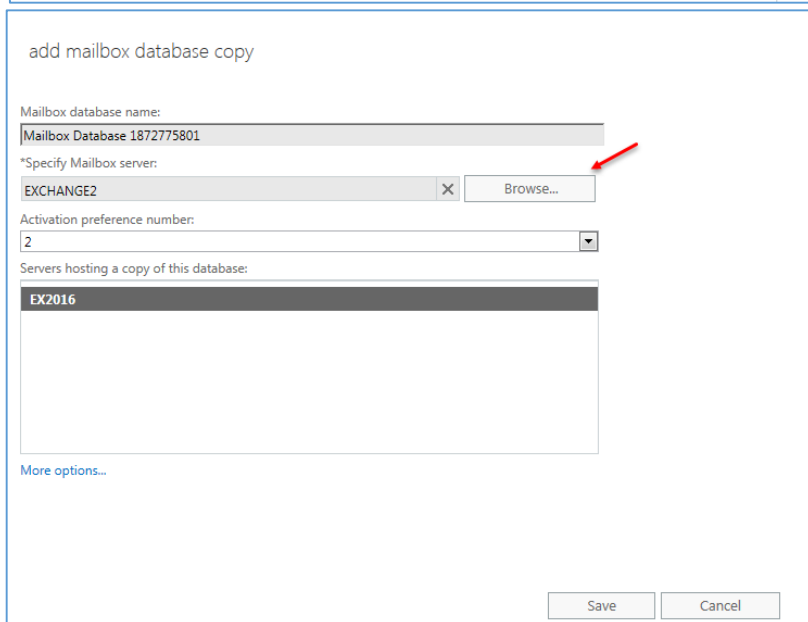 add mailbox database copy
Mailbox database name:
Mailbox Database 1872775801
*Specify Mailbox server:
EXCHANGE2
Browse...
Activation preference number:
2
Servers hosting a copy of this database:
EX2016
More options...
Save
Cancel